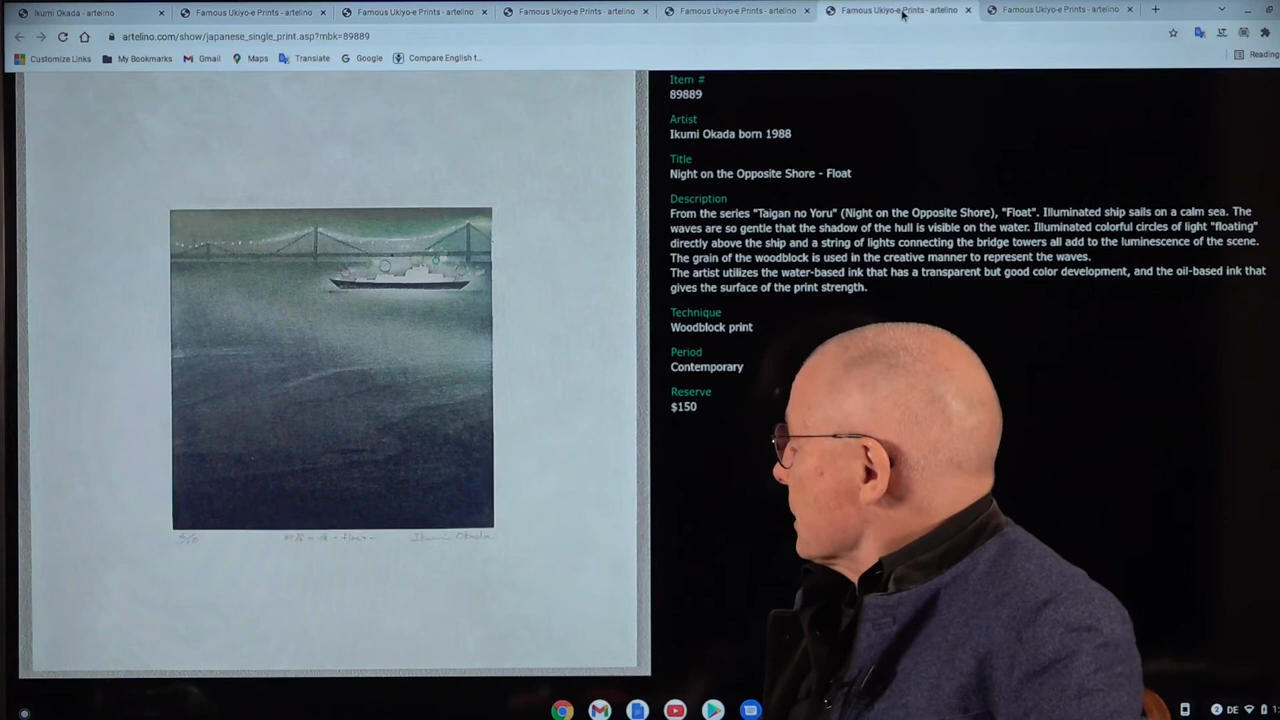 Ikumi Okada - artelino
Famous Ukiyo-e Prints - artelino
Famous Ukiyo-e Prints - artelino
Famous Ukiyo-e Prints - artelino
Famous Ukiyo-e Prints - artelino
Famous Ukiyo-e Prints - artelino
Famous Ukiyo-e Prints - artelino
artelino.com/show/japanese_single_print.asp?mbk=89889
Customize Links
My Bookmarks
Gmail
Maps
Translate
Google
Compare English t...
Reading
Item #
89889
Artist
Ikumi Okada born 1988
Title
Night on the Opposite Shore - Float
Description
From the series "Taigan no Yoru" (Night on the Opposite Shore), "Float". Illuminated ship sails on a calm sea. The
waves are so gentle that the shadow of the hull is visible on the water. Illuminated colorful circles of light "floating"
directly above the ship and a string of lights connecting the bridge towers all add to the luminescence of the scene.
The grain of the woodblock is used in the creative manner to represent the waves.
The artist utilizes the water-based ink that has a transparent but good color development, and the oil-based ink that
gives the surface of the print strength.
Technique
Woodblock print
Period
Contemporary
Reserve
$150
-float-
Ikumi Okada
2
DE